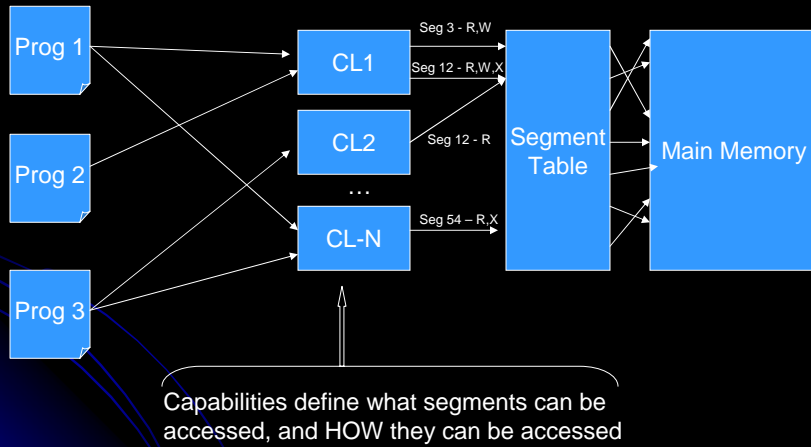 Prog 1
Prog 2
Prog 3
CL1
CL2
…
CL-N
Seg 3 - R,W
Seg 12 - R,W,X
Seg 12 - R
Seg 54 – R,X
Segment
Table
Main Memory
Capabilities define what segments can be
accessed, and HOW they can be accessed